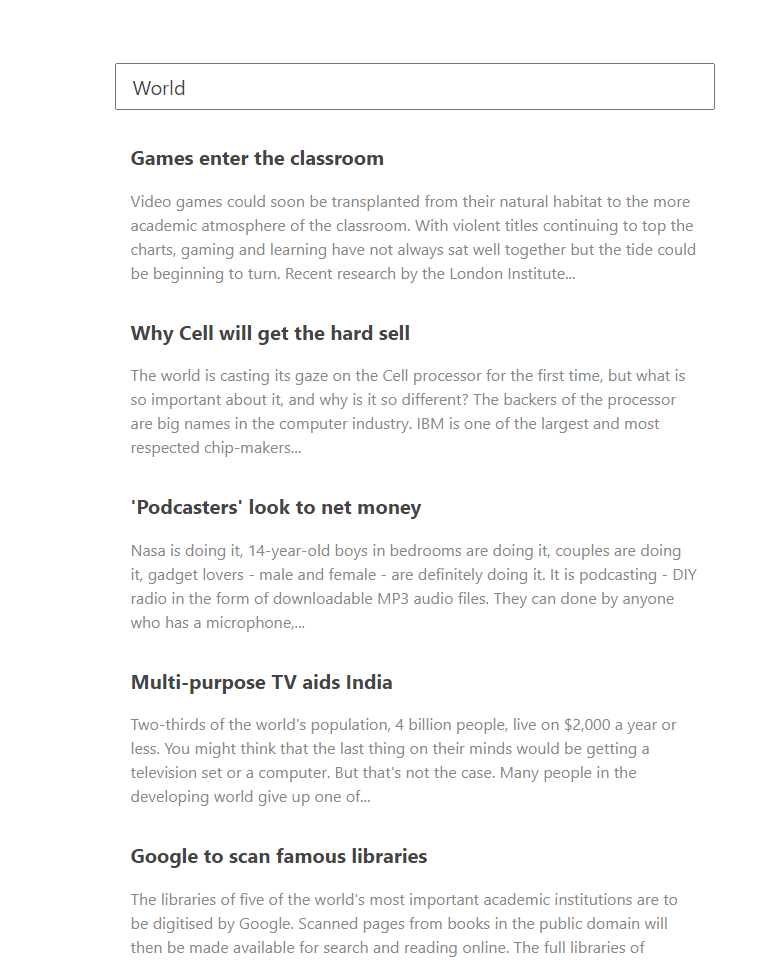 World
Games enter the classroom
Video games could soon be transplanted from their natural habitat to the more
academic atmosphere of the classroom. With violent titles continuing to top the
charts, gaming and learning have not always sat well together but the tide could
be beginning to turn. Recent research by the London Institute...
Why Cell will get the hard sell
The world is casting its gaze on the Cell processor for the first time, but what is
so important about it, and why is it so different? The backers of the processor
are big names in the computer industry. IBM is one of the largest and most
respected chip-makers...
'Podcasters' look to net money
Nasa is doing it, 14-year-old boys in bedrooms are doing it, couples are doing
it, gadget lovers - male and female - are definitely doing it. It is podcasting - DIY
radio in the form of downloadable MP3 audio files. They can done by anyone
who has a microphone,...
Multi-purpose TV aids India
Two-thirds of the world's population, 4 billion people, live on $2,000 a year or
less. You might think that the last thing on their minds would be getting a
television set or a computer. But that's not the case. Many people in the
developing world give up one of...
Google to scan famous libraries
The libraries of five of the world's most important academic institutions are to
be digitised by Google. Scanned pages from books in the public domain will
then be made available for search and reading online. The full libraries of